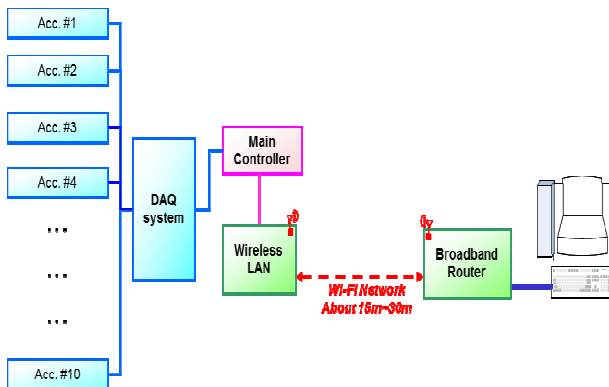 Acc. #1
Acc. #2
Acc. #3
Acc. #4
...
...
...
Acc. #10
DAQ
system
Main
Controller
Wireless
LAN
Wi-Fi Network
About 15m~30m
Broadband
Router